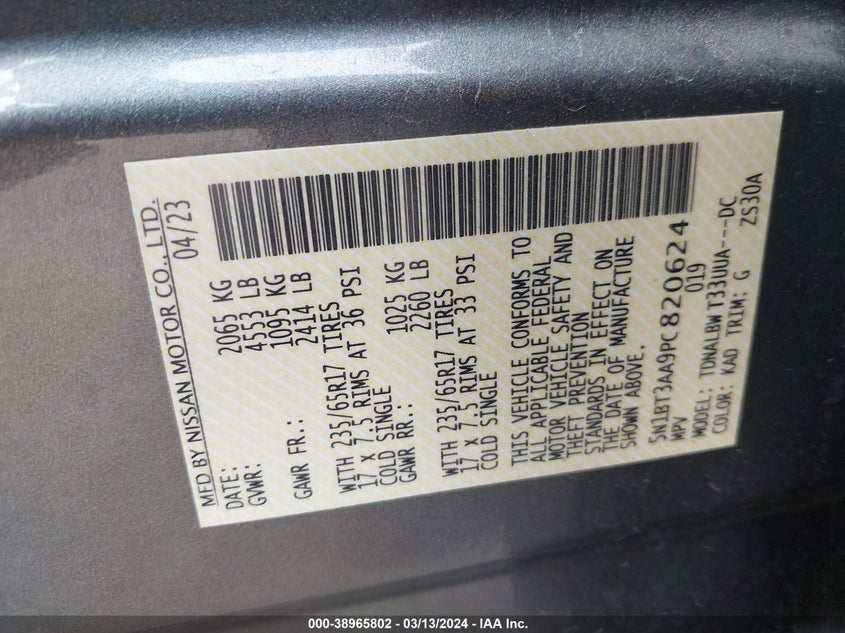 MFD BY NISSAN MOTOR CO., LTD.
DATE: 04/23
GVWR: 2065 KG
4553 LB
GAWR FR.: 1095 KG
2414 LB
WITH 235/65R17 TIRES
17 X 7.5 RIMS AT 36 PSI
COLD SINGLE
GAWR RR.: 1025 KG
2260 LB
WITH 235/65R17 TIRES
17 X 7.5 RIMS AT 33 PSI
COLD SINGLE
THIS VEHICLE CONFORMS TO
ALL APPLICABLE FEDERAL
MOTOR VEHICLE SAFETY AND
THEFT PREVENTION
STANDARDS IN EFFECT ON
THE DATE OF MANUFACTURE
SHOWN ABOVE.
5N1BT3AA9PC820624
MPV 019
MODEL: TDNALBW T33UUA---DC
COLOR: KAD TRIM: G ZS30A
000-38965802 - 03/13/2024 - IAA Inc.